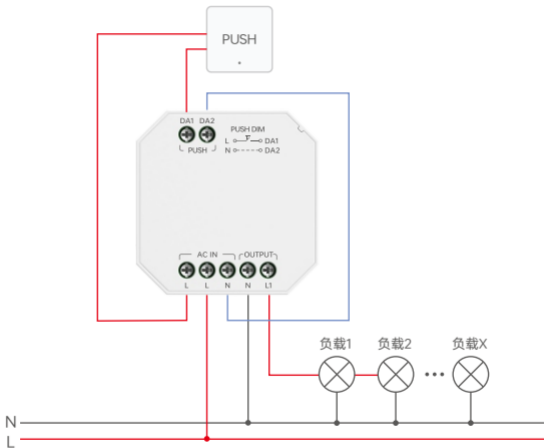 PUSH
DA1 DA2
PUSH
PUSH DIM
L DA1
N DA2
AC IN OUTPUT
L L N N L1
负载1 负载2 负载X
N
L